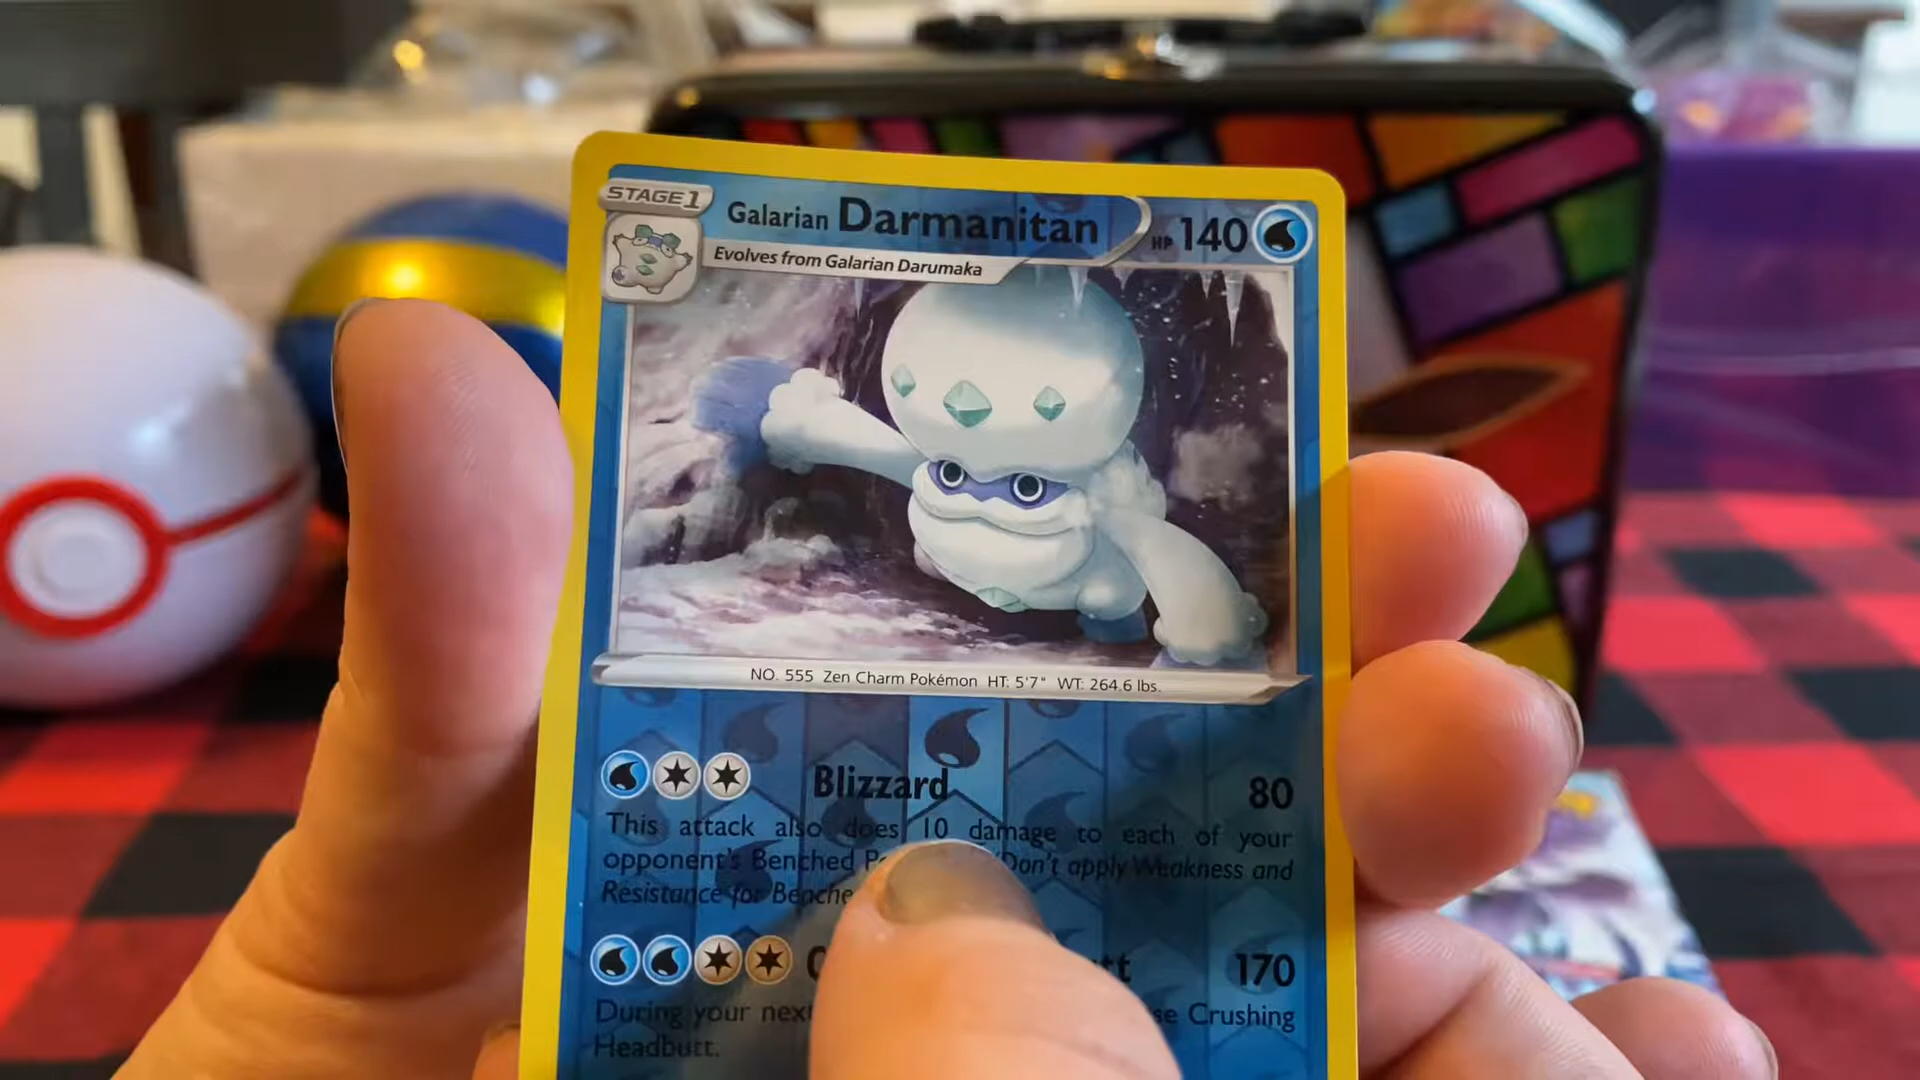 STAGE 1
Galarian Darmanitan HP 140
Evolves from Galarian Darumaka
NO. 555 Zen Charm Pokémon HT: 5'7" WT: 264.6 lbs.
Blizzard 80
This attack also does 10 damage to each of your
opponent's Benched Don't apply Weakness and
Resistance for
170
During your next Crushing
Headbutt.